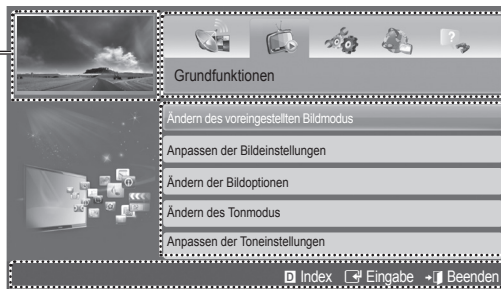 Grundfunktionen
Ändern des voreingestellten Bildmodus
Anpassen der Bildeinstellungen
Ändern der Bildoptionen
Ändern des Tonmodus
Anpassen der Toneinstellungen
D Index Eingabe Beenden